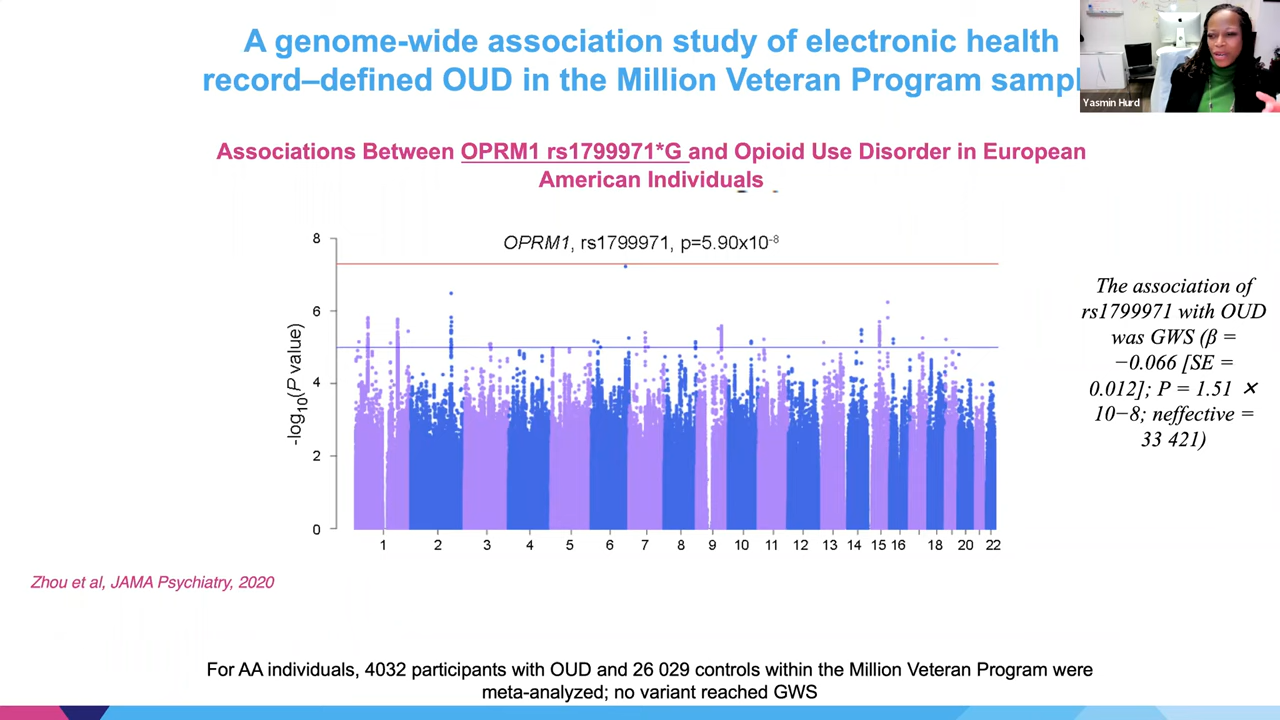 A genome-wide association study of electronic health
record–defined OUD in the Million Veteran Program sampl
Yasmin Hurd
Associations Between OPRM1 rs1799971*G and Opioid Use Disorder in European
American Individuals
OPRM1, rs1799971, p=5.90x10-8
-log10(P value)
8
6
4
2
0
1 2 3 4 5 6 7 8 9 10 11 12 13 14 15 16 18 20 22
The association of
rs1799971 with OUD
was GWS (β =
−0.066 [SE =
0.012]; P = 1.51 ×
10−8; neffective =
33 421)
Zhou et al, JAMA Psychiatry, 2020
For AA individuals, 4032 participants with OUD and 26 029 controls within the Million Veteran Program were
meta-analyzed; no variant reached GWS